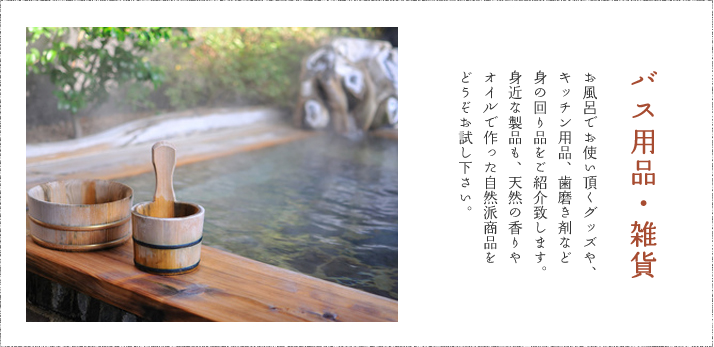 バス用品・雑貨
お風呂でお使い頂くグッズや、
キッチン用品、歯磨き剤など
身の回り品をご紹介致します。
身近な製品も、天然の香りや
オイルで作った自然派商品を
どうぞお試し下さい。